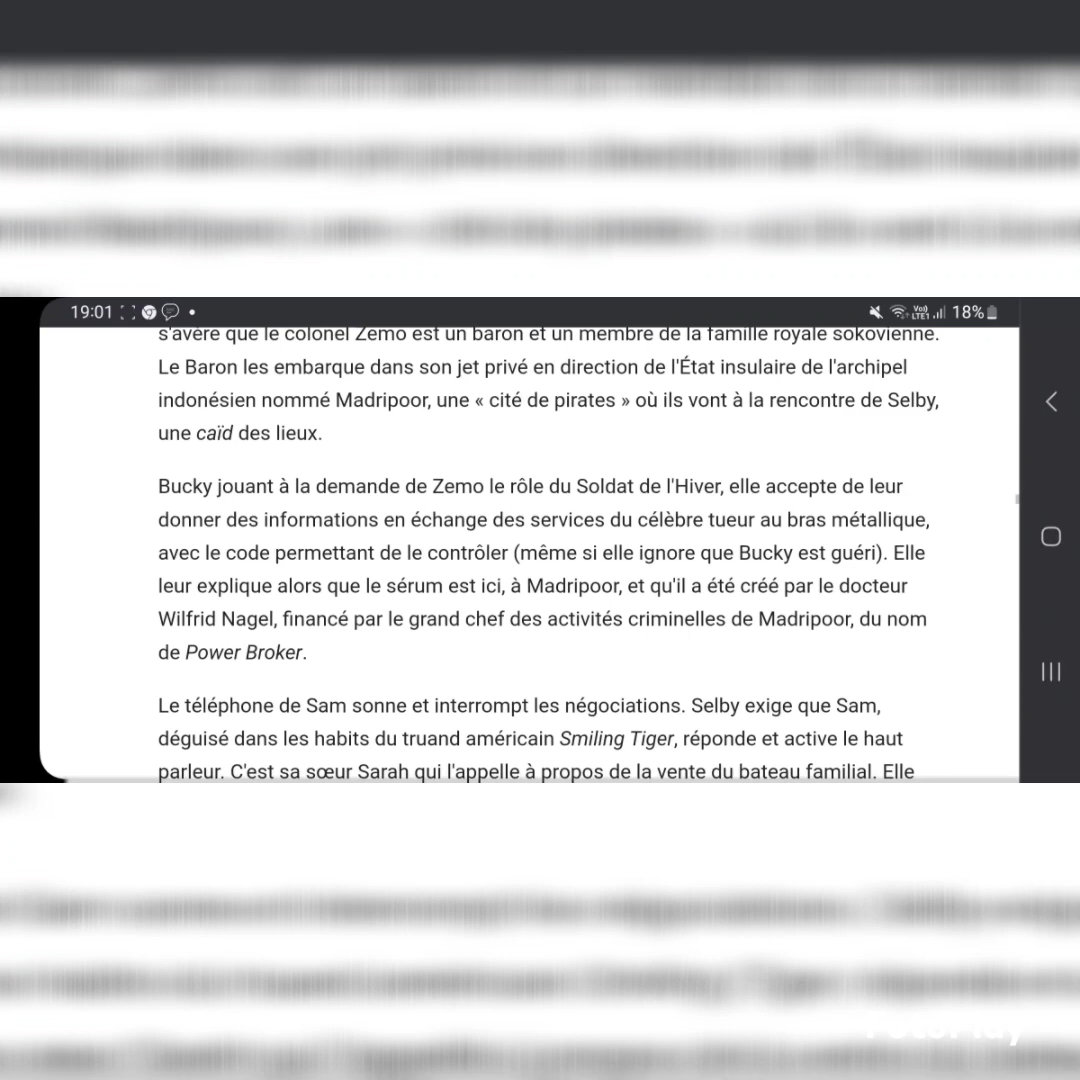 19:01
Vo)) LTE1 18%
s'avère que le colonel Zemo est un baron et un membre de la famille royale sokovienne.
Le Baron les embarque dans son jet privé en direction de l'État insulaire de l'archipel
indonésien nommé Madripoor, une « cité de pirates » où ils vont à la rencontre de Selby,
une caïd des lieux.
Bucky jouant à la demande de Zemo le rôle du Soldat de l'Hiver, elle accepte de leur
donner des informations en échange des services du célèbre tueur au bras métallique,
avec le code permettant de le contrôler (même si elle ignore que Bucky est guéri). Elle
leur explique alors que le sérum est ici, à Madripoor, et qu'il a été créé par le docteur
Wilfrid Nagel, financé par le grand chef des activités criminelles de Madripoor, du nom
de Power Broker.
Le téléphone de Sam sonne et interrompt les négociations. Selby exige que Sam,
déguisé dans les habits du truand américain Smiling Tiger, réponde et active le haut
parleur. C'est sa sœur Sarah qui l'appelle à propos de la vente du bateau familial. Elle